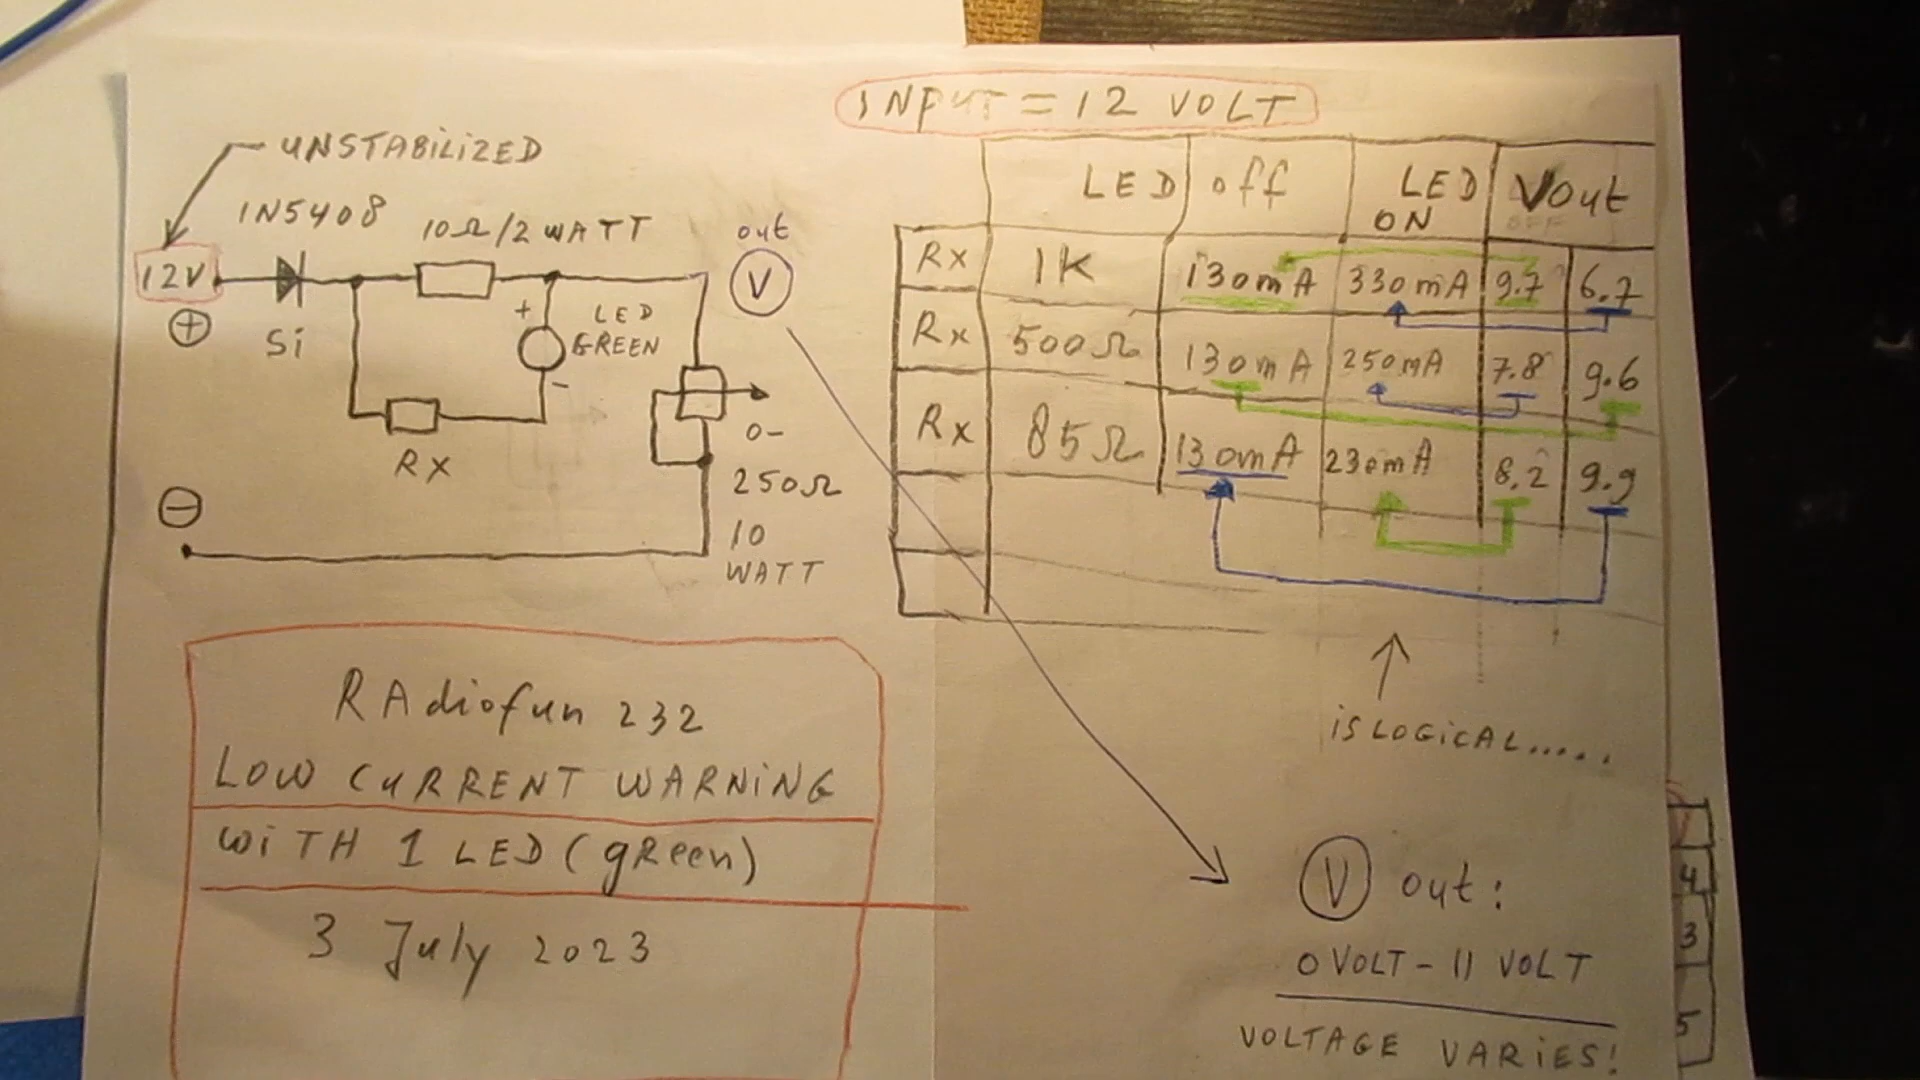 INPUT = 12 VOLT
UNSTABILIZED
1N5408
10Ω/2 WATT
out
12V
V
+
Si
+
LED
GREEN
-
RX
0-
250Ω
10
WATT
-
LED off LED ON Vout
Rx 1K 130mA 330mA 9.7 6.7
Rx 500Ω 130mA 250mA 7.8 9.6
Rx 85Ω 130mA 230mA 8.2 9.9
iS LOGiCAL.....
RAdiofun 232
LOW CURRENT WARNiNG
WiTH 1 LED (gReen)
3 July 2023
V out:
0 VOLT - 11 VOLT
VOLTAGE VARiES!
4
3
5